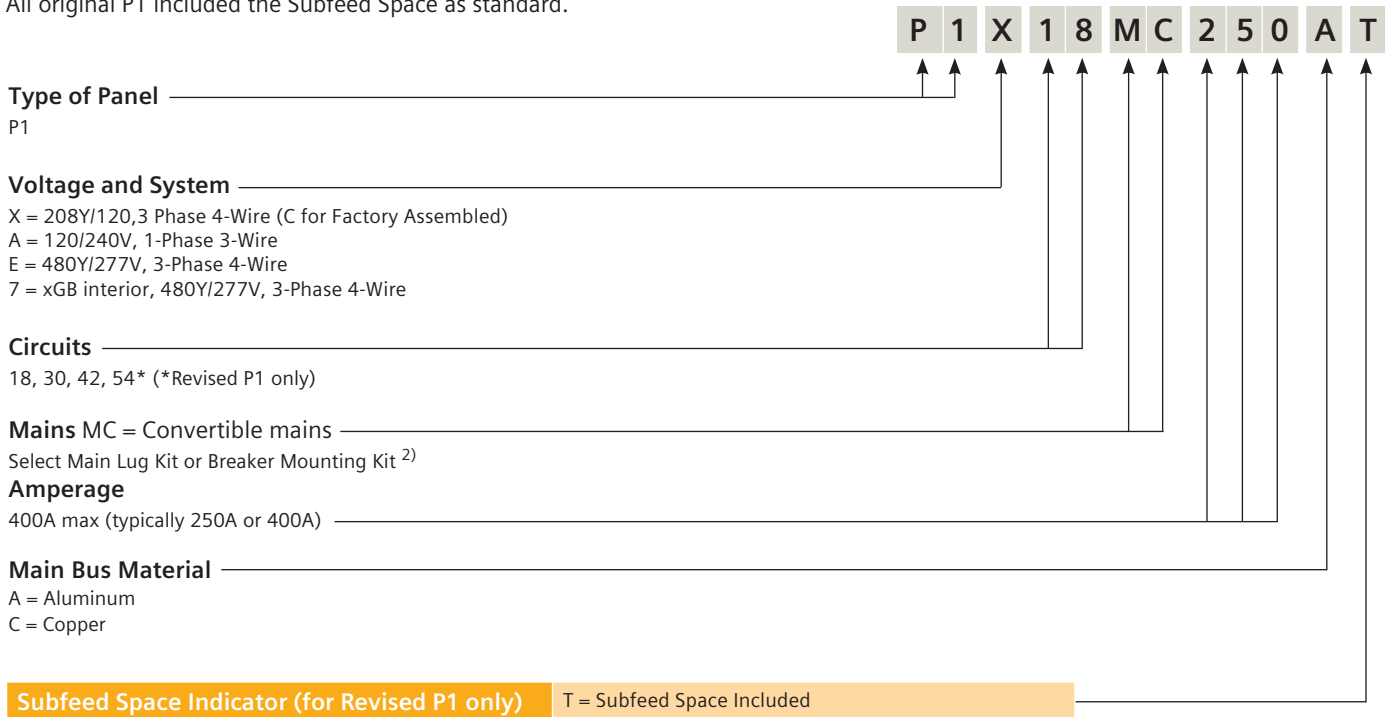 All original P1 included the Subfeed Space as standard.
P 1 X 1 8 M C 2 5 0 A T
Type of Panel
P1
Voltage and System
X = 208Y/120,3 Phase 4-Wire (C for Factory Assembled)
A = 120/240V, 1-Phase 3-Wire
E = 480Y/277V, 3-Phase 4-Wire
7 = xGB interior, 480Y/277V, 3-Phase 4-Wire
Circuits
18, 30, 42, 54* (*Revised P1 only)
Mains MC = Convertible mains
Select Main Lug Kit or Breaker Mounting Kit 2)
Amperage
400A max (typically 250A or 400A)
Main Bus Material
A = Aluminum
C = Copper
Subfeed Space Indicator (for Revised P1 only) T = Subfeed Space Included